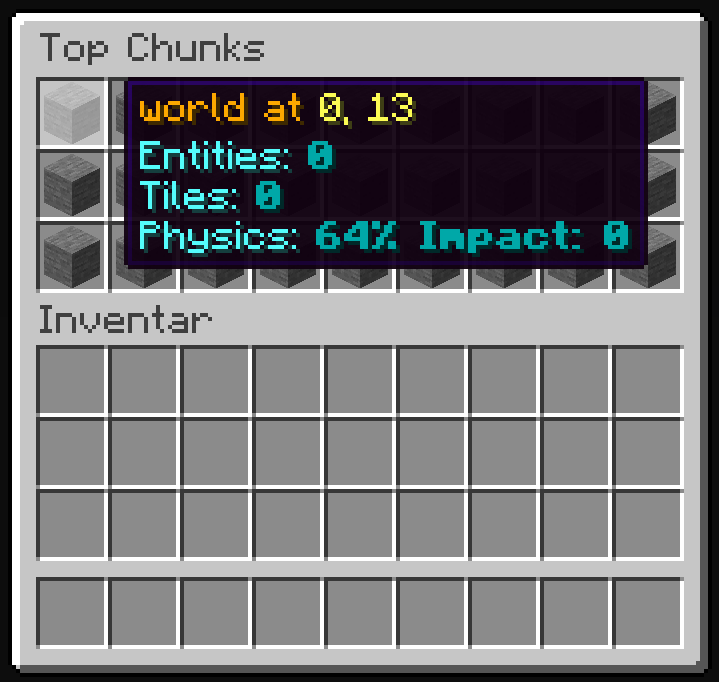 Top Chunks
world at 0, 13
Entities: 0
Tiles: 0
Physics: 64% Impact: 0
Inventar